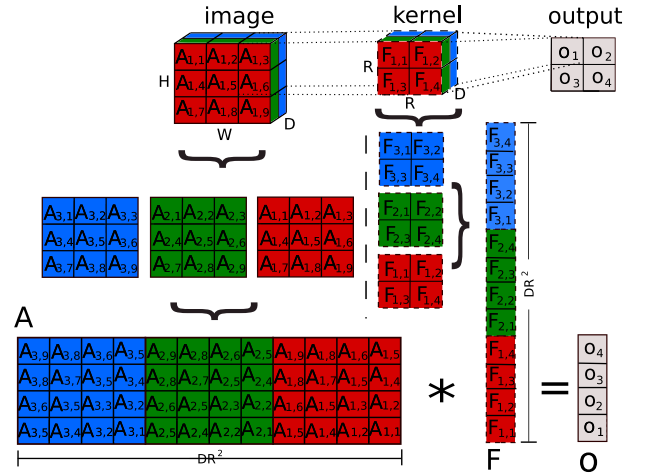 image kernel output
A1,1 A1,2 A1,3
A1,4 A1,5 A1,6
A1,7 A1,8 A1,9
H
W
D
F1,1 F1,2
F1,3 F1,4
R
R
D
o1 o2
o3 o4
A3,1 A3,2 A3,3
A3,4 A3,5 A3,6
A3,7 A3,8 A3,9
A2,1 A2,2 A2,3
A2,4 A2,5 A2,6
A2,7 A2,8 A2,9
A1,1 A1,2 A1,3
A1,4 A1,5 A1,6
A1,7 A1,8 A1,9
F3,1 F3,2
F3,3 F3,4
F2,1 F2,2
F2,3 F2,4
F1,1 F1,2
F1,3 F1,4
F3,4
F3,3
F3,2
F3,1
F2,4
F2,3
F2,2
F2,1
F1,4
F1,3
F1,2
F1,1
DR²
A
A3,9 A3,8 A3,6 A3,5 A2,9 A2,8 A2,6 A2,5 A1,9 A1,8 A1,6 A1,5
A3,8 A3,7 A3,5 A3,4 A2,8 A2,7 A2,5 A2,4 A1,8 A1,7 A1,5 A1,4
A3,6 A3,5 A3,3 A3,2 A2,6 A2,5 A2,3 A2,2 A1,6 A1,5 A1,3 A1,2
A3,5 A3,4 A3,2 A3,1 A2,5 A2,4 A2,2 A2,1 A1,5 A1,4 A1,2 A1,1
DR²
*
=
o4
o3
o2
o1
F
o